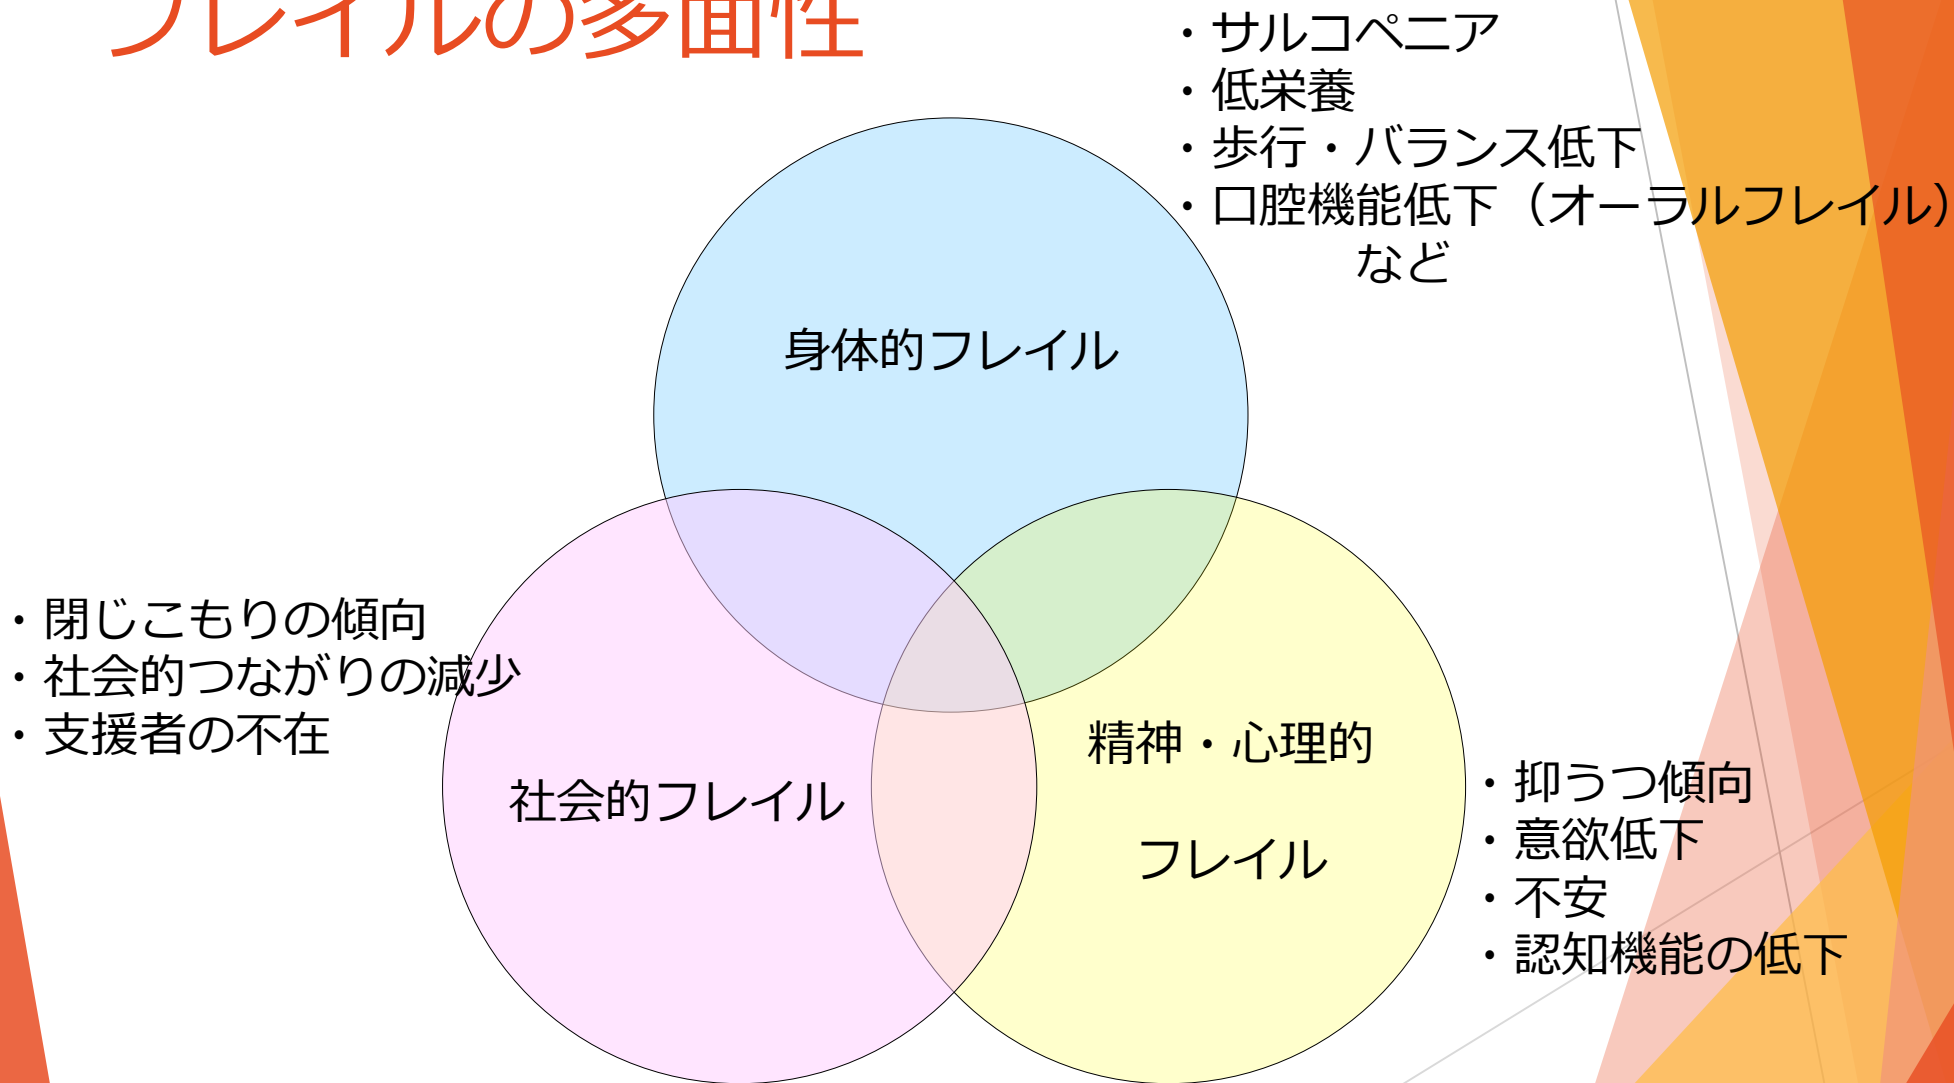 フレイルの多面性
・サルコペニア
・低栄養
・歩行・バランス低下
・口腔機能低下（オーラルフレイル）
など
身体的フレイル
・閉じこもりの傾向
・社会的つながりの減少
・支援者の不在
社会的フレイル
精神・心理的
フレイル
・抑うつ傾向
・意欲低下
・不安
・認知機能の低下